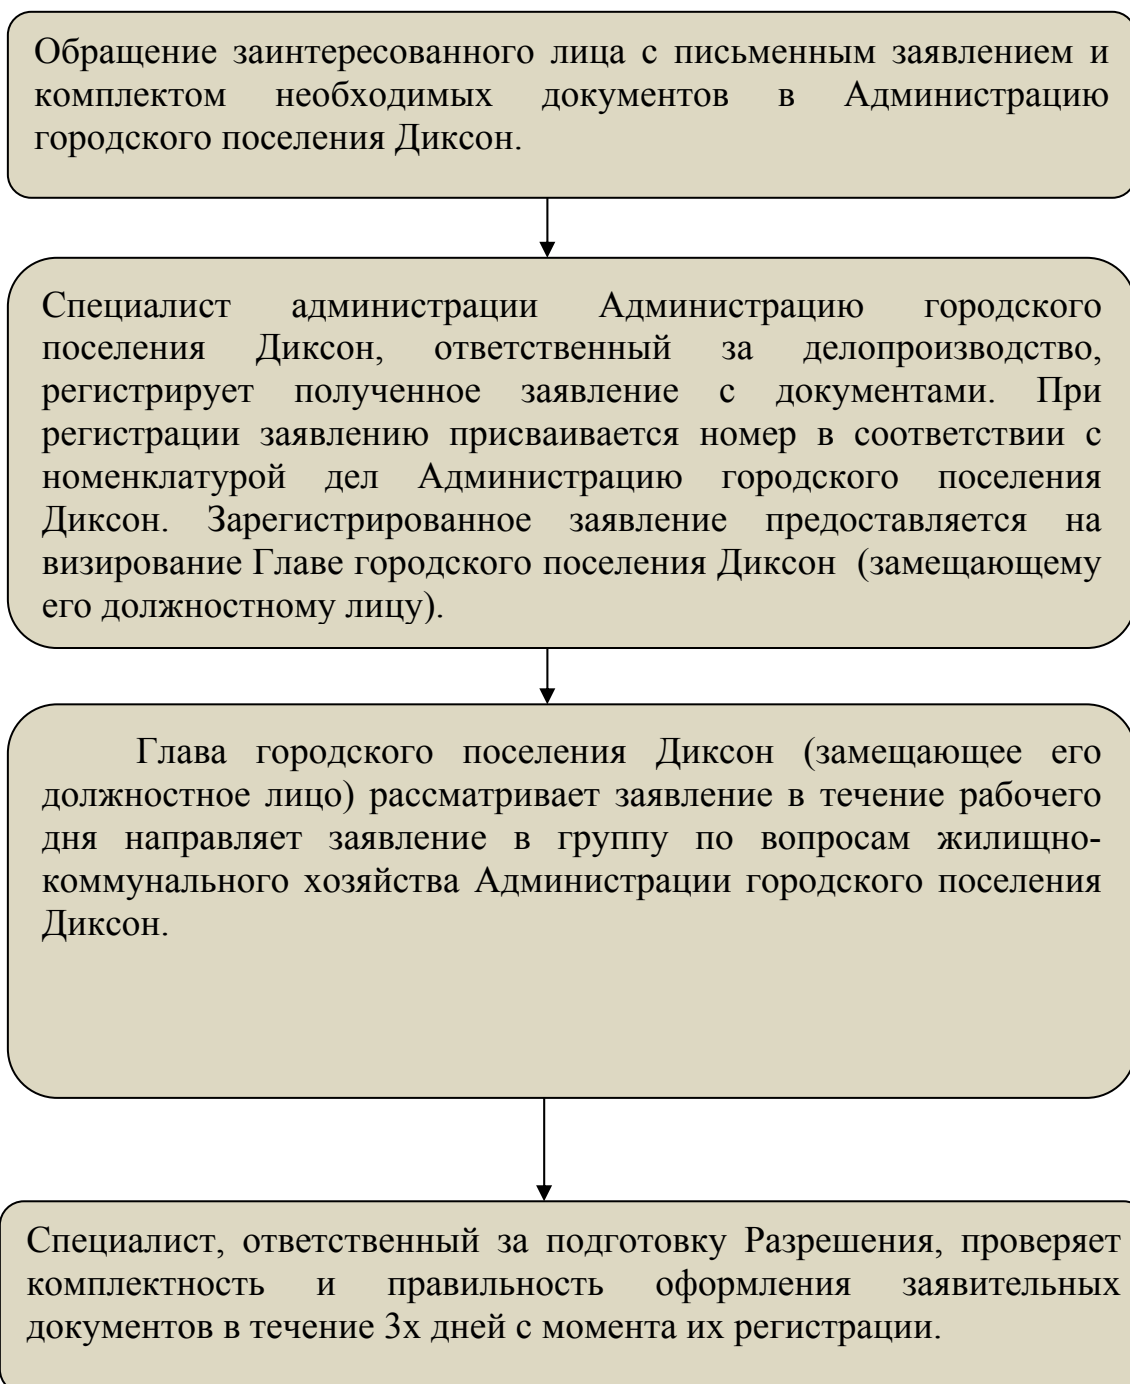 Обращение заинтересованного лица с письменным заявлением и
комплектом необходимых документов в Администрацию
городского поселения Диксон.
Специалист администрации Администрацию городского
поселения Диксон, ответственный за делопроизводство,
регистрирует полученное заявление с документами. При
регистрации заявлению присваивается номер в соответствии с
номенклатурой дел Администрацию городского поселения
Диксон. Зарегистрированное заявление предоставляется на
визирование Главе городского поселения Диксон (замещающему
его должностному лицу).
Глава городского поселения Диксон (замещающее его
должностное лицо) рассматривает заявление в течение рабочего
дня направляет заявление в группу по вопросам жилищно-
коммунального хозяйства Администрации городского поселения
Диксон.
Специалист, ответственный за подготовку Разрешения, проверяет
комплектность и правильность оформления заявительных
документов в течение 3х дней с момента их регистрации.